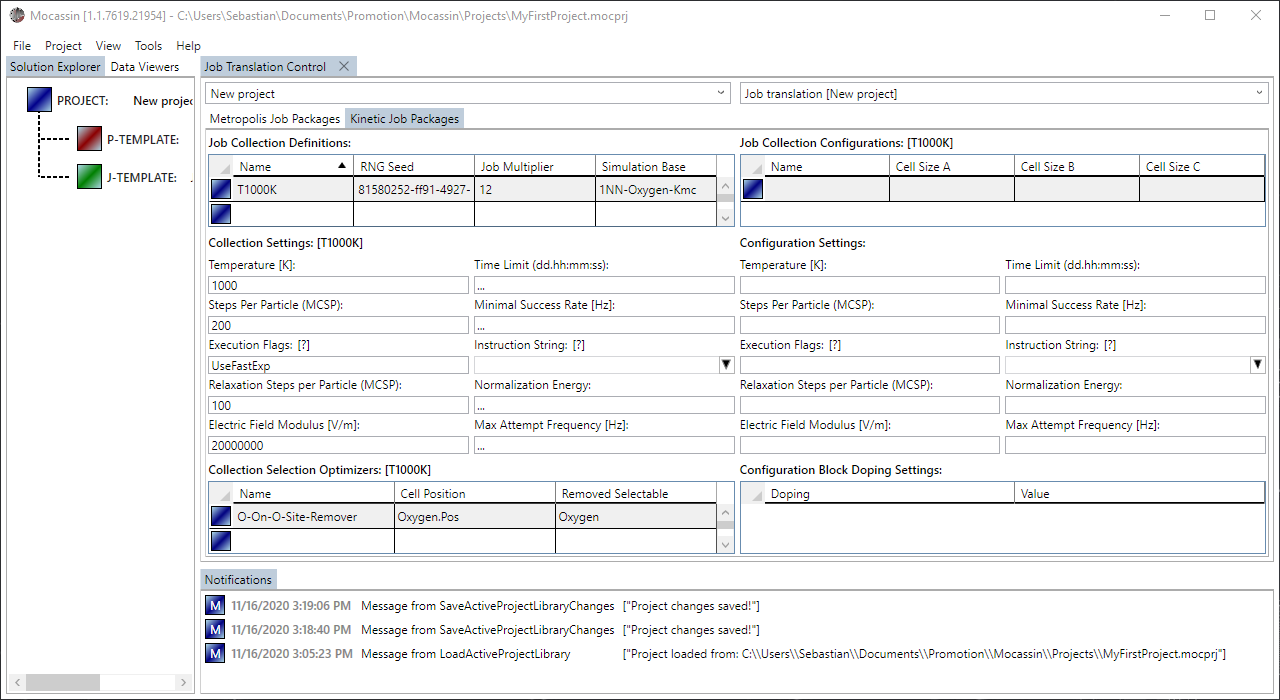 Mocassin [1.1.7619.21954] - C:\Users\Sebastian\Documents\Promotion\Mocassin\Projects\MyFirstProject.mocprj
File Project View Tools Help
Solution Explorer Data Viewers
PROJECT: New projec
P-TEMPLATE:
J-TEMPLATE: .
Job Translation Control
New project
Job translation [New project]
Metropolis Job Packages Kinetic Job Packages
Job Collection Definitions:
Name RNG Seed Job Multiplier Simulation Base
T1000K 81580252-ff91-4927- 12 1NN-Oxygen-Kmc
Job Collection Configurations: [T1000K]
Name Cell Size A Cell Size B Cell Size C
Collection Settings: [T1000K]
Temperature [K]: Time Limit (dd.hh:mm:ss):
1000 ...
Steps Per Particle (MCSP): Minimal Success Rate [Hz]:
200 ...
Execution Flags: [?] Instruction String: [?]
UseFastExp
Relaxation Steps per Particle (MCSP): Normalization Energy:
100 ...
Electric Field Modulus [V/m]: Max Attempt Frequency [Hz]:
20000000 ...
Configuration Settings:
Temperature [K]: Time Limit (dd.hh:mm:ss):
Steps Per Particle (MCSP): Minimal Success Rate [Hz]:
Execution Flags: [?] Instruction String: [?]
Relaxation Steps per Particle (MCSP): Normalization Energy:
Electric Field Modulus [V/m]: Max Attempt Frequency [Hz]:
Collection Selection Optimizers: [T1000K]
Name Cell Position Removed Selectable
O-On-O-Site-Remover Oxygen.Pos Oxygen
Configuration Block Doping Settings:
Doping Value
Notifications
M 11/16/2020 3:19:06 PM Message from SaveActiveProjectLibraryChanges ["Project changes saved!"]
M 11/16/2020 3:18:40 PM Message from SaveActiveProjectLibraryChanges ["Project changes saved!"]
M 11/16/2020 3:05:23 PM Message from LoadActiveProjectLibrary ["Project loaded from: C:\\Users\\Sebastian\\Documents\\Promotion\\Mocassin\\Projects\\MyFirstProject.mocprj"]